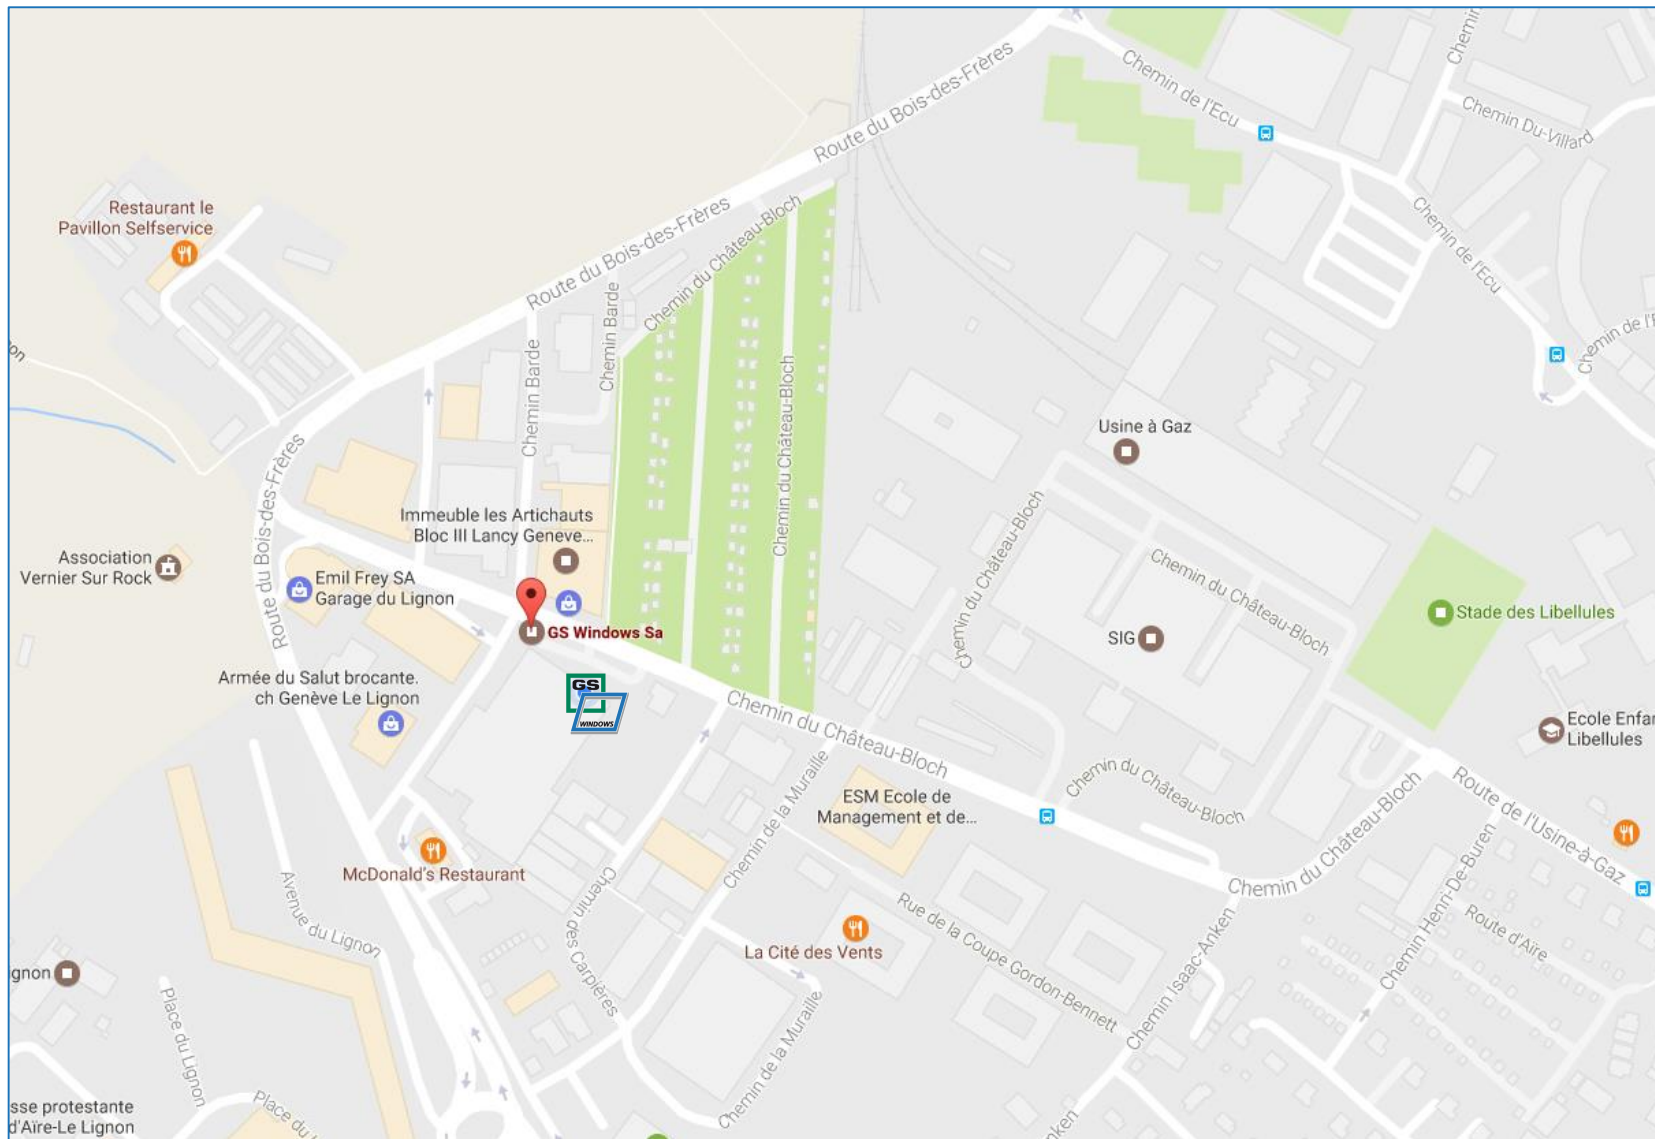 Route du Bois-des-Frères
Chemin de l'Ecu
Chemin
Chemin Du-Villard
Restaurant le
Pavillon Selfservice
Route du Bois-des-Frères
Chemin du Château-Bloch
Chemin de l'Ecu
Chemin Barde
Chemin Barde
Chemin du Château-Bloch
Chemin de l'E
on
Route du Bois-des-Frères
Usine à Gaz
Immeuble les Artichauts
Bloc III Lancy Geneve...
Chemin du Château-Bloch
Association
Vernier Sur Rock
Emil Frey SA
Garage du Lignon
GS Windows Sa
Chemin du Château-Bloch
Stade des Libellules
SIG
Armée du Salut brocante.
ch Genève Le Lignon
GS
WINDOWS
Chemin du Château-Bloch
Ecole Enfan
Libellules
Chemin de la Muraille
Chemin du Château-Bloch
ESM Ecole de
Management et de...
Route de l'Usine-à-Gaz
Chemin du Château-Bloch
McDonald's Restaurant
Avenue du Lignon
Chemin des Carpières
Rue de la Coupe Gordon-Bennett
La Cité des Vents
Chemin Isaac-Anken
Chemin Henri-De-Buren
Route d'Aïre
ignon
Place du Lignon
Chemin de la Muraille
Place du
nken
sse protestante
d'Aïre-Le Lignon